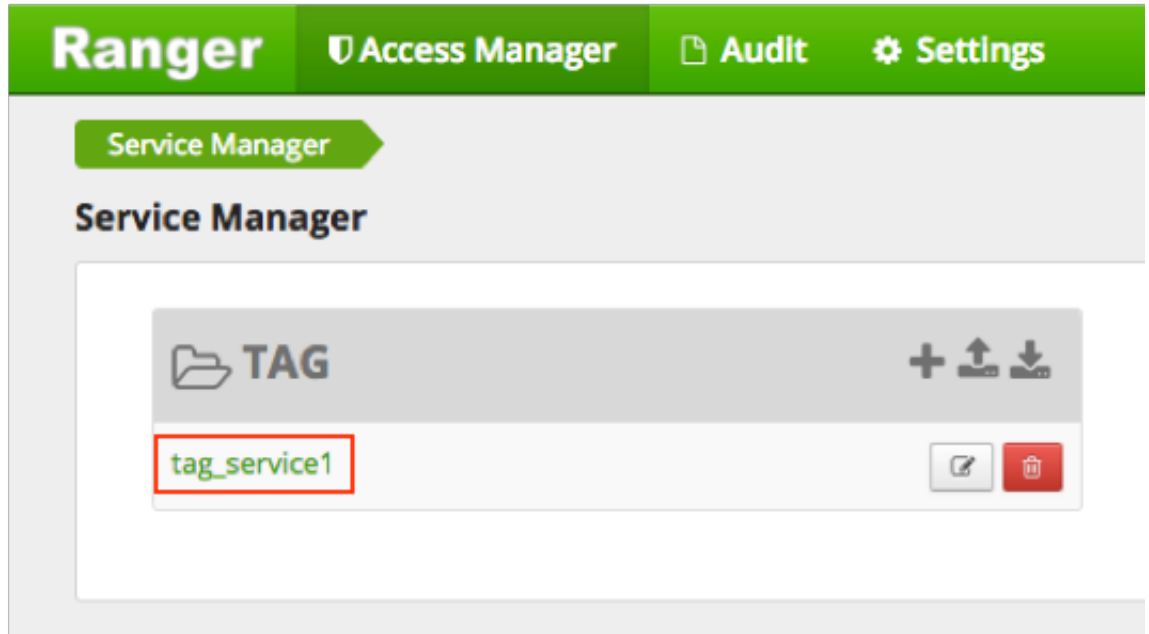 Ranger Access Manager Audit Settings
Service Manager
Service Manager
TAG
tag_service1